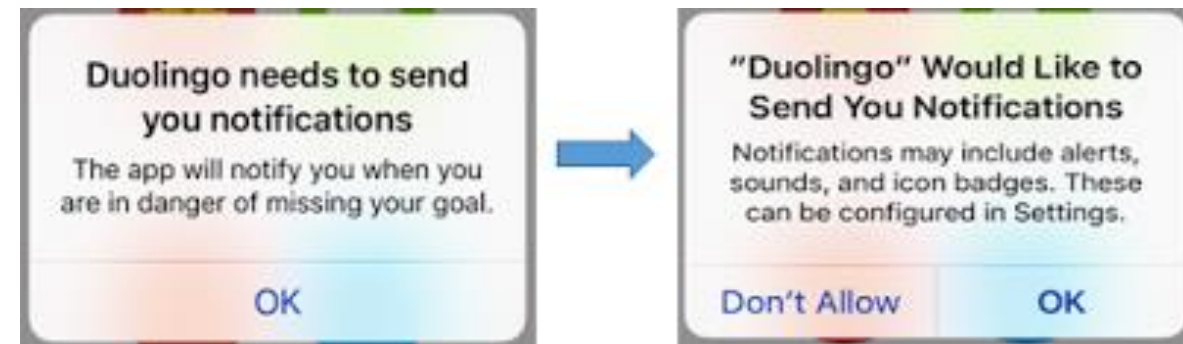 Duolingo needs to send
you notifications
The app will notify you when you
are in danger of missing your goal.
OK
“Duolingo” Would Like to
Send You Notifications
Notifications may include alerts,
sounds, and icon badges. These
can be configured in Settings.
Don’t Allow
OK